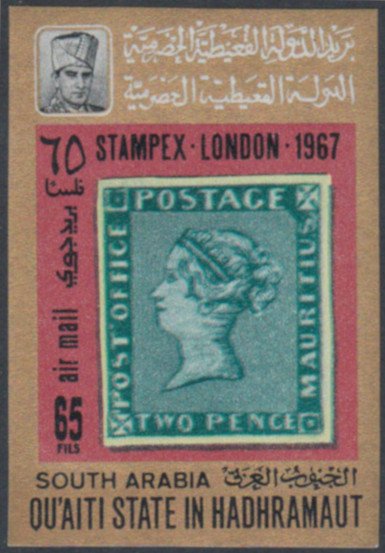 بريد الدولة القعيطية الحضرمية
الدولة القعيطية الحضرمية
٦٥ STAMPEX · LONDON · 1967
فلسًا
بريد جوي
air mail
65
FILS
POSTAGE
POST OFFICE
MAURITIUS
TWO PENCE
SOUTH ARABIA الجنوب العربي
QU'AITI STATE IN HADHRAMAUT